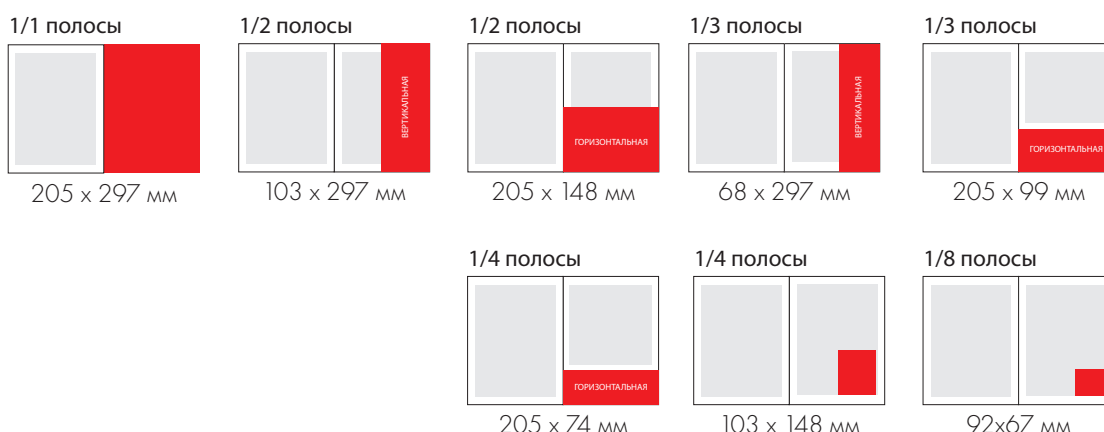 1/1 полосы
205 x 297 мм
1/2 полосы
ВЕРТИКАЛЬНАЯ
103 x 297 мм
1/2 полосы
ГОРИЗОНТАЛЬНАЯ
205 x 148 мм
1/3 полосы
ВЕРТИКАЛЬНАЯ
68 x 297 мм
1/3 полосы
ГОРИЗОНТАЛЬНАЯ
205 x 99 мм
1/4 полосы
ГОРИЗОНТАЛЬНАЯ
205 x 74 мм
1/4 полосы
103 x 148 мм
1/8 полосы
92x67 мм